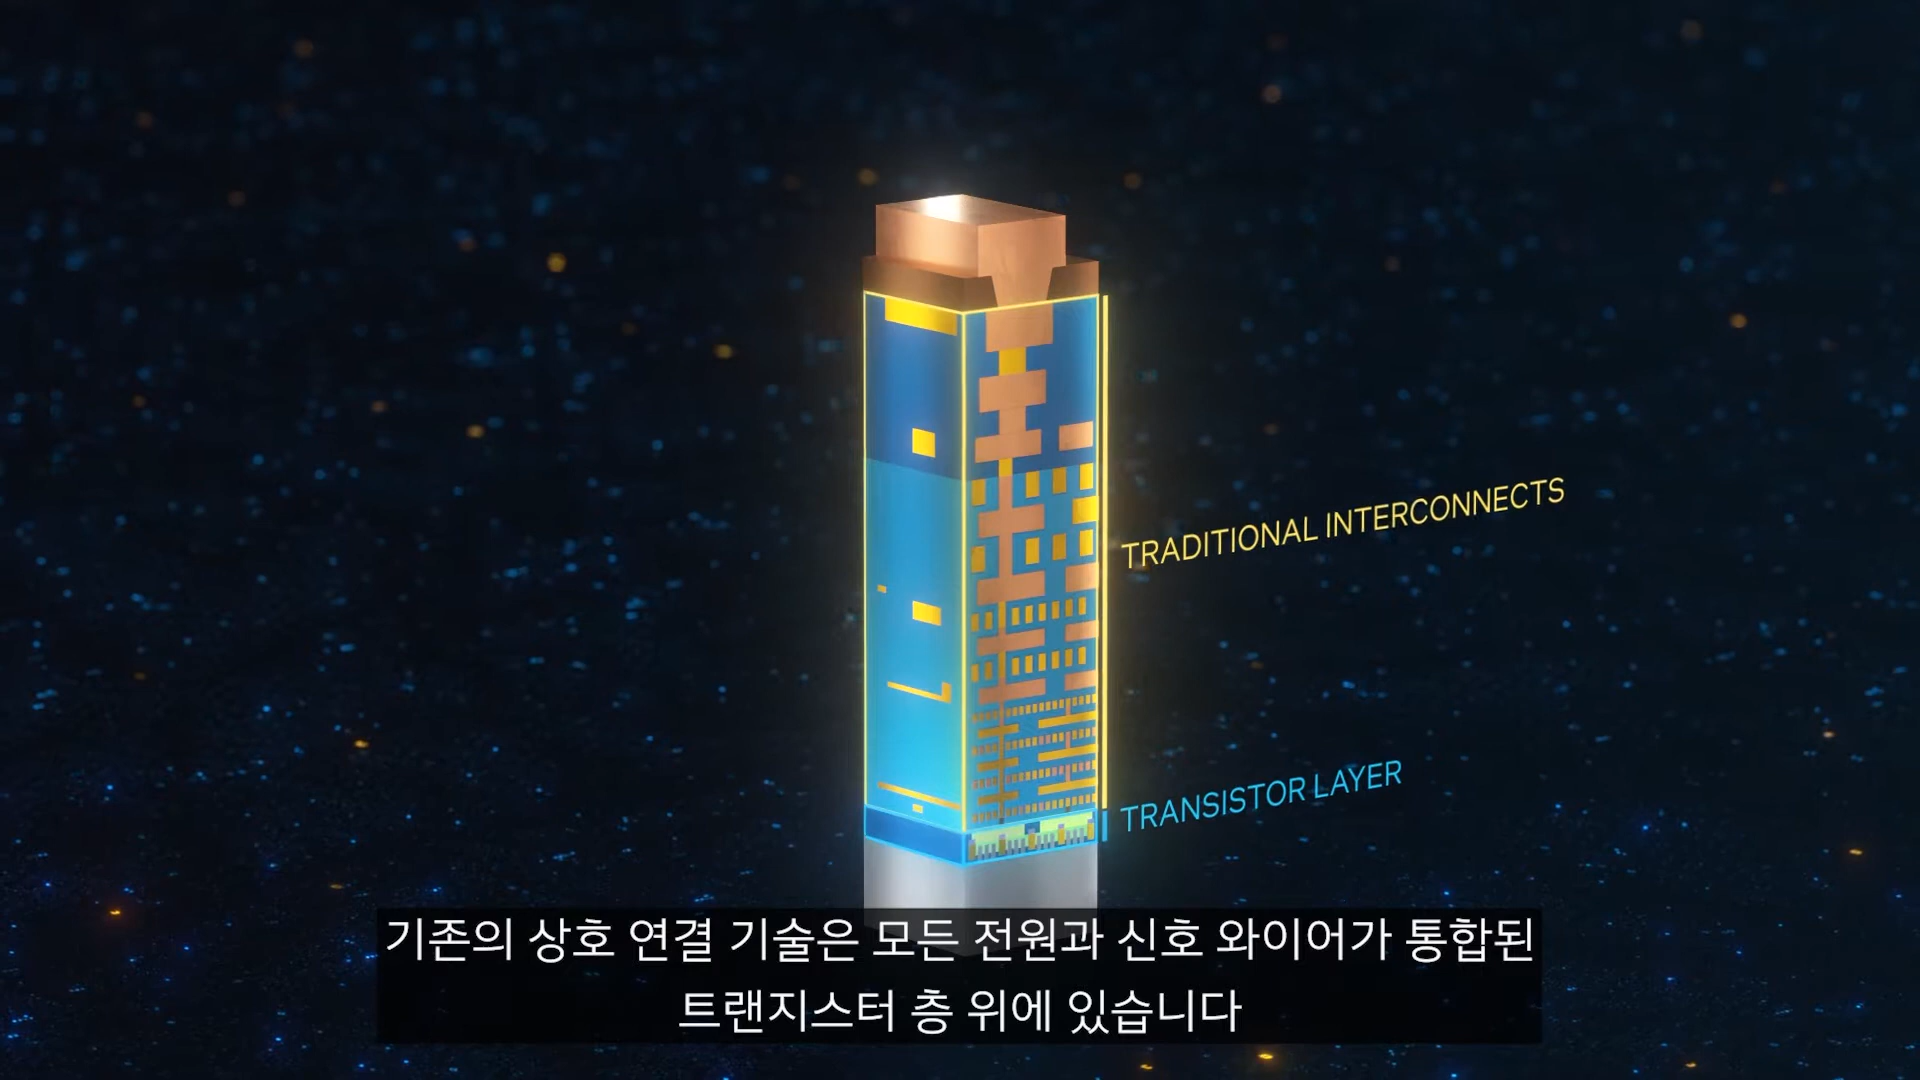 TRADITIONAL INTERCONNECTS
TRANSISTOR LAYER
기존의 상호 연결 기술은 모든 전원과 신호 와이어가 통합된
트랜지스터 층 위에 있습니다